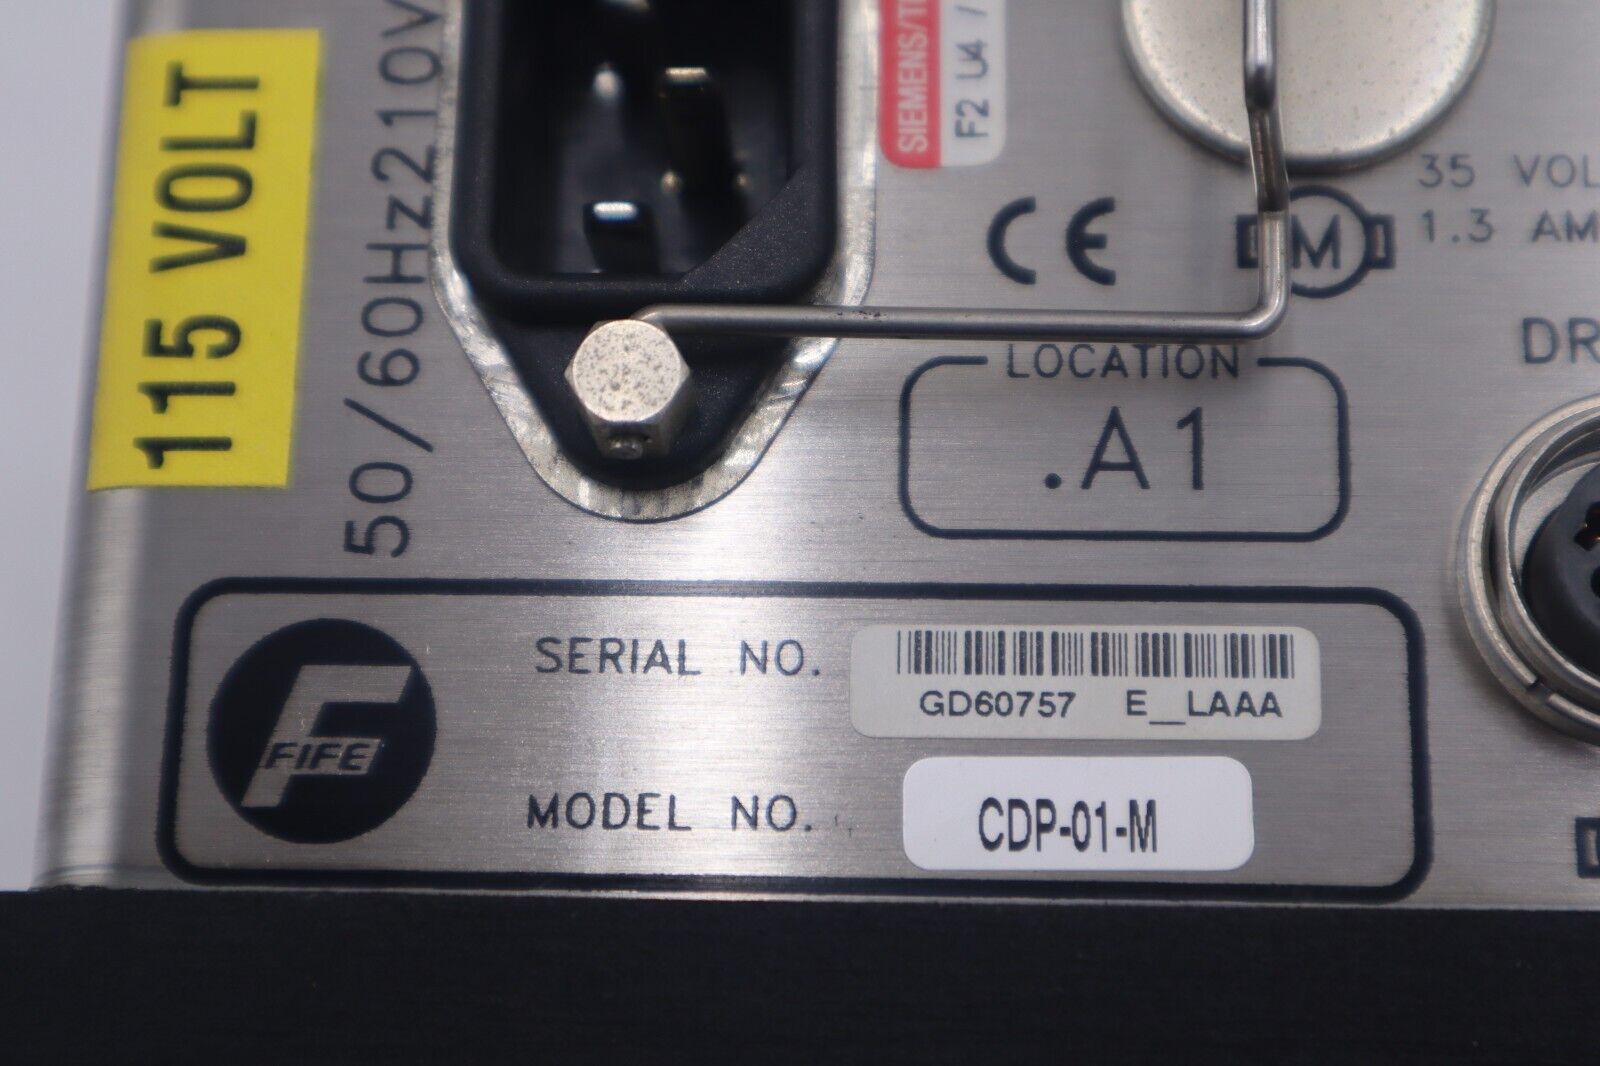 115 VOLT
50/60Hz210V
SIEMENS/
F2 U4 /
CE
M
35 VOL
1.3 AM
DR
LOCATION
.A1
FIFE
SERIAL NO.
GD60757 E__LAAA
MODEL NO.
CDP-01-M